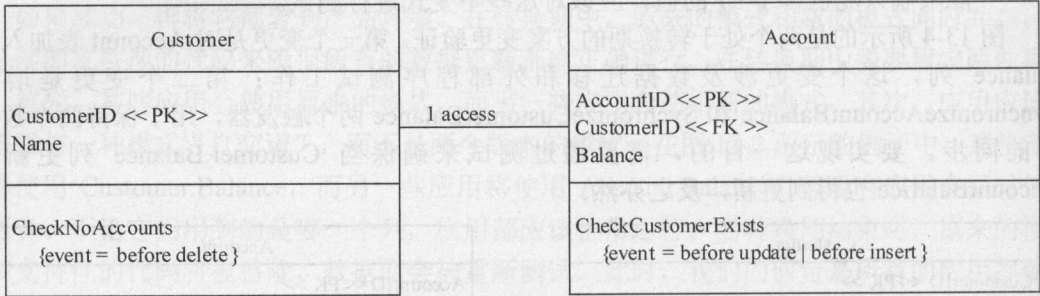 Customer
CustomerID << PK >>
Name
CheckNoAccounts
{event = before delete}
1 access
Account
AccountID << PK >>
CustomerID << FK >>
Balance
CheckCustomerExists
{event = before update | before insert}